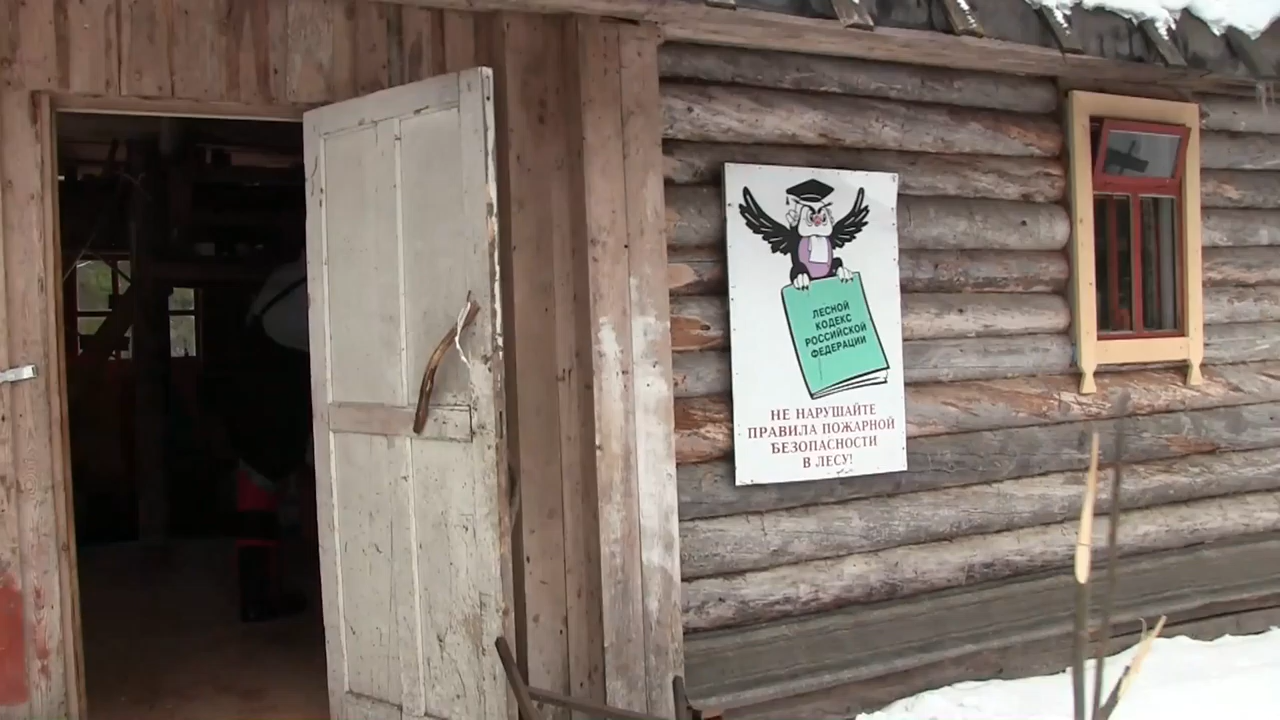 ЛЕСНОЙ
КОДЕКС
РОССИЙСКОЙ
ФЕДЕРАЦИИ
НЕ НАРУШАЙТЕ
ПРАВИЛА ПОЖАРНОЙ
БЕЗОПАСНОСТИ
В ЛЕСУ!